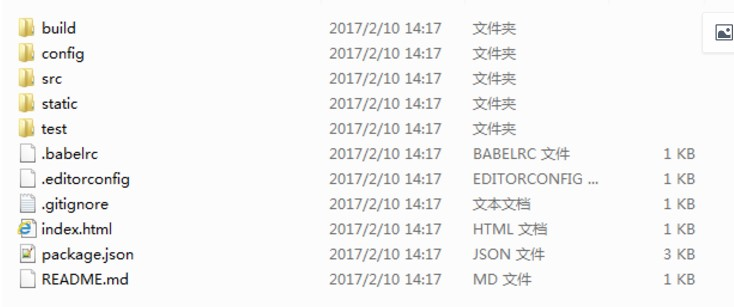 build 2017/2/10 14:17 文件夹
config 2017/2/10 14:17 文件夹
src 2017/2/10 14:17 文件夹
static 2017/2/10 14:17 文件夹
test 2017/2/10 14:17 文件夹
.babelrc 2017/2/10 14:17 BABELRC 文件 1 KB
.editorconfig 2017/2/10 14:17 EDITORCONFIG ... 1 KB
.gitignore 2017/2/10 14:17 文本文档 1 KB
index.html 2017/2/10 14:17 HTML 文档 1 KB
package.json 2017/2/10 14:17 JSON 文件 3 KB
README.md 2017/2/10 14:17 MD 文件 1 KB